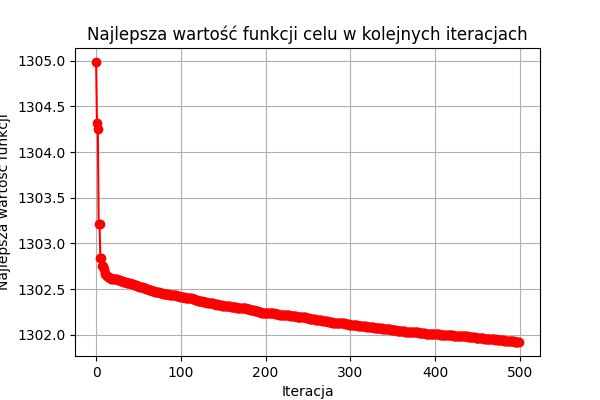 Najlepsza wartość funkcji celu w kolejnych iteracjach
1305.0
1304.5
1304.0
1303.5
1303.0
1302.5
1302.0
Najlepsza wartość funkcji
0 100 200 300 400 500
Iteracja